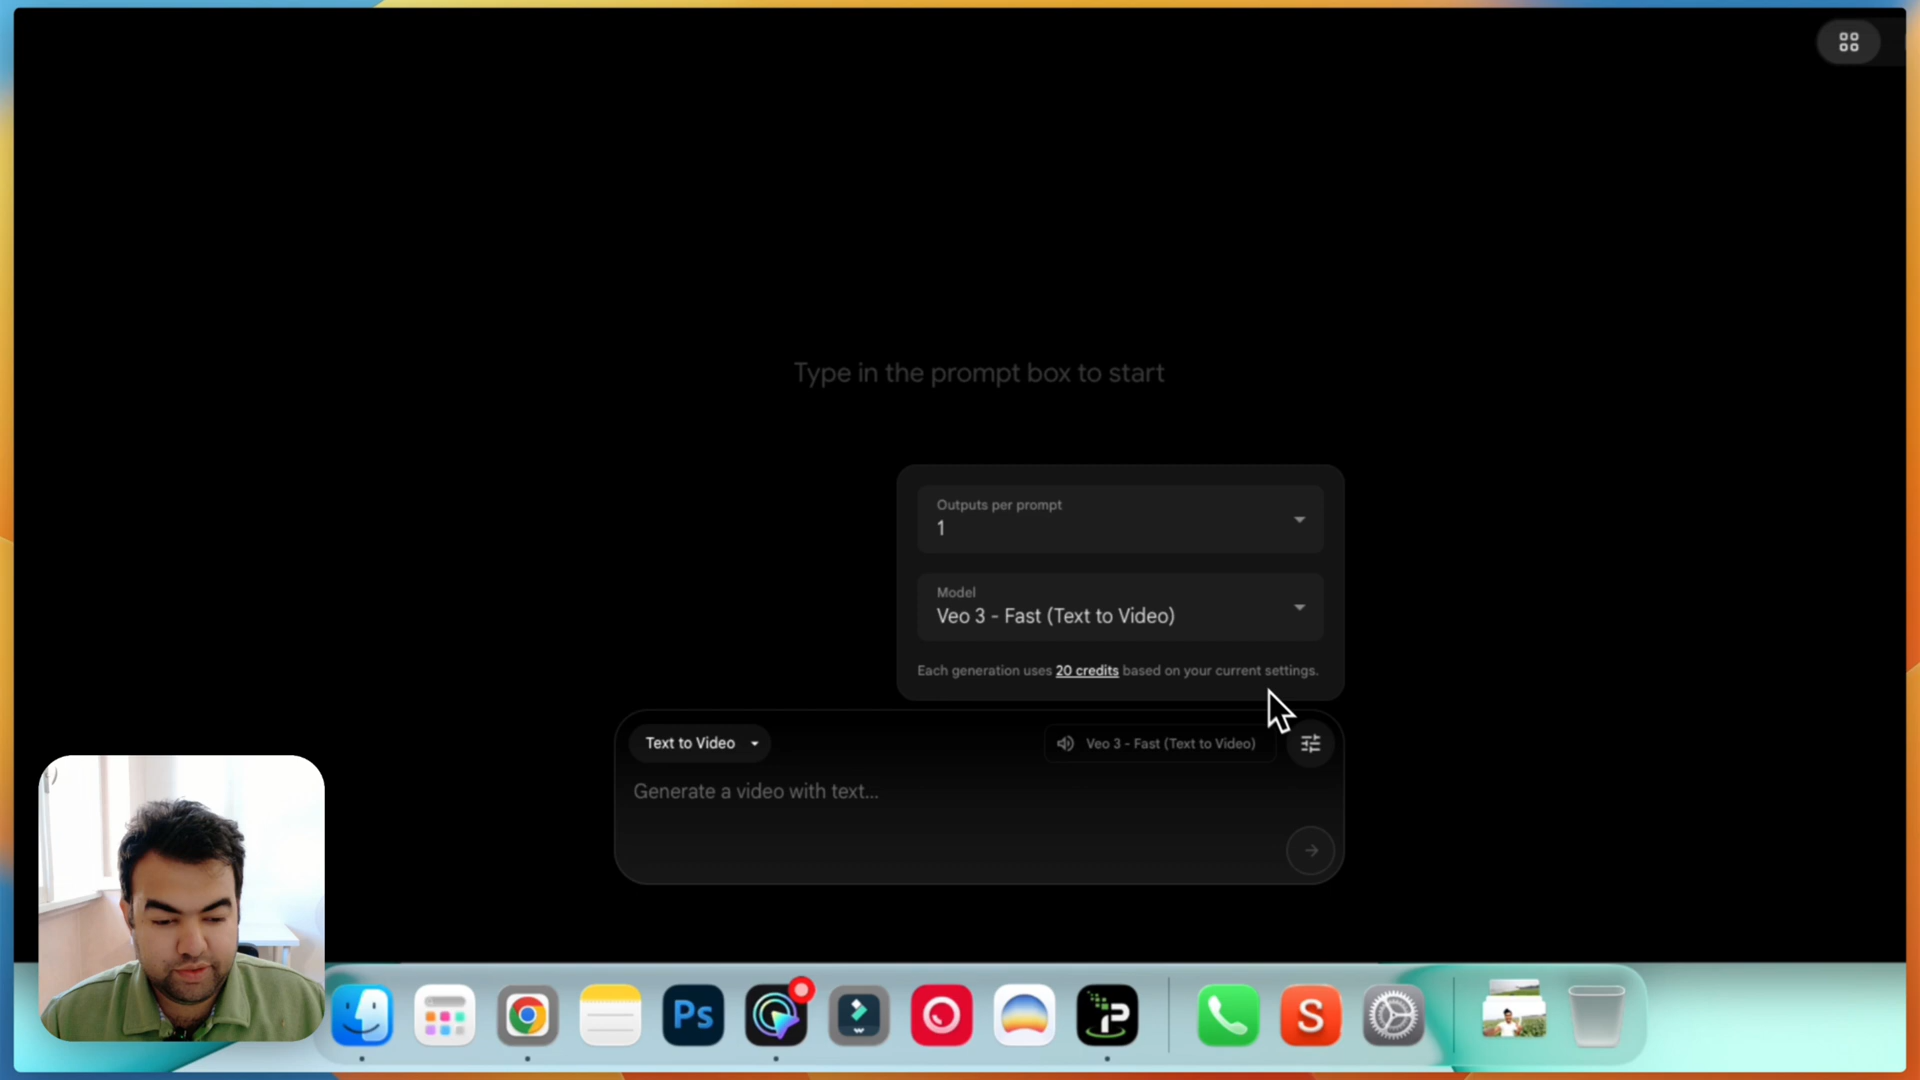 Type in the prompt box to start
Outputs per prompt
1
Model
Veo 3 - Fast (Text to Video)
Each generation uses 20 credits based on your current settings.
Text to Video
Veo 3 - Fast (Text to Video)
Generate a video with text...
Ps
S